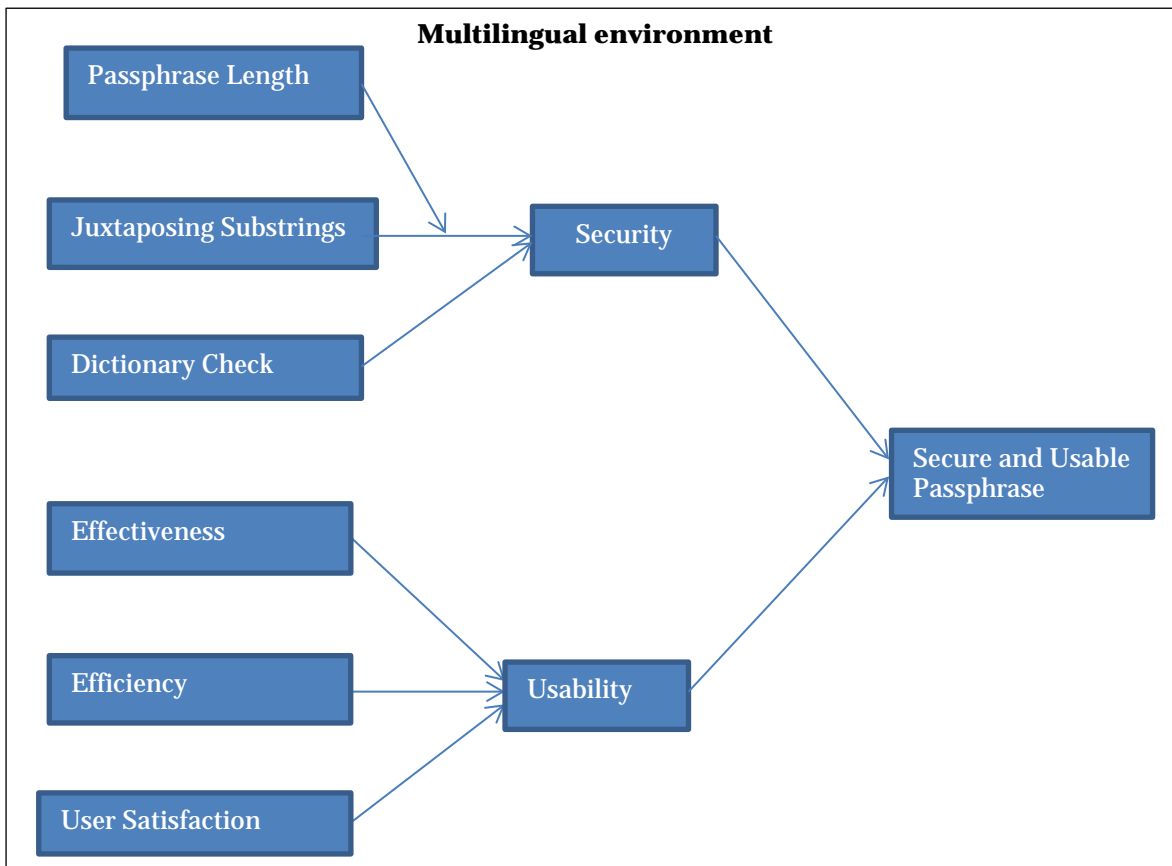 Multilingual environment
Passphrase Length
Juxtaposing Substrings
Security
Dictionary Check
Secure and Usable
Passphrase
Effectiveness
Efficiency
Usability
User Satisfaction